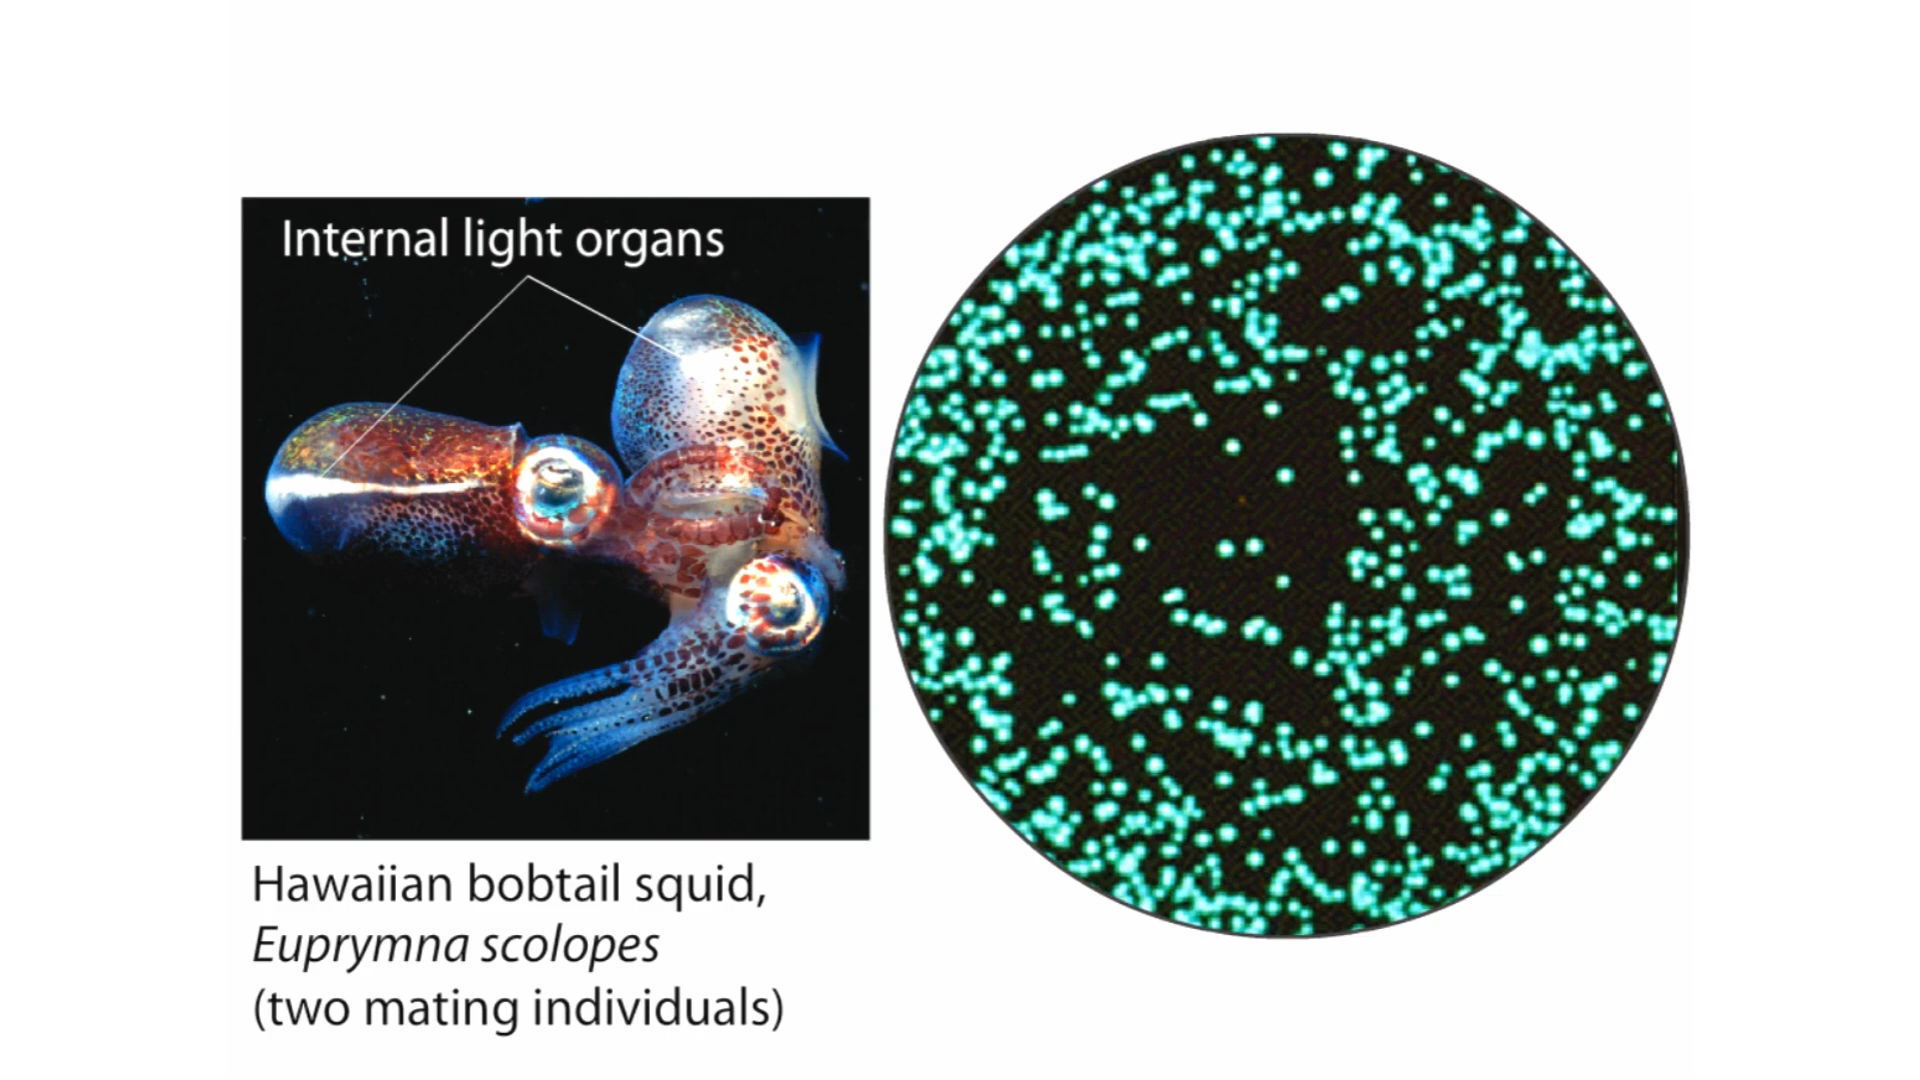 Internal light organs
Hawaiian bobtail squid,
Euprymna scolopes
(two mating individuals)